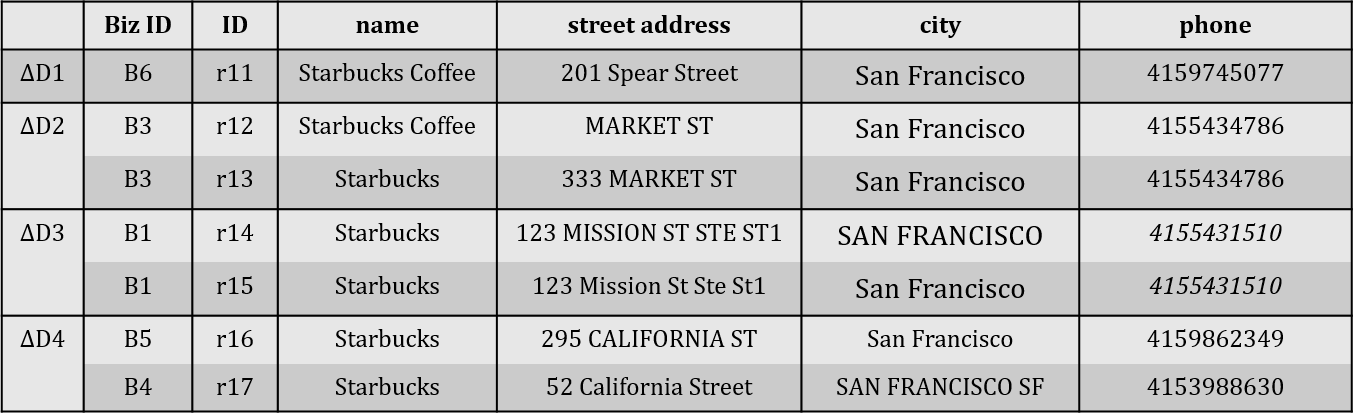 Biz ID ID name street address city phone
ΔD1 B6 r11 Starbucks Coffee 201 Spear Street San Francisco 4159745077
ΔD2 B3 r12 Starbucks Coffee MARKET ST San Francisco 4155434786
B3 r13 Starbucks 333 MARKET ST San Francisco 4155434786
ΔD3 B1 r14 Starbucks 123 MISSION ST STE ST1 SAN FRANCISCO 4155431510
B1 r15 Starbucks 123 Mission St Ste St1 San Francisco 4155431510
ΔD4 B5 r16 Starbucks 295 CALIFORNIA ST San Francisco 4159862349
B4 r17 Starbucks 52 California Street SAN FRANCISCO SF 4153988630